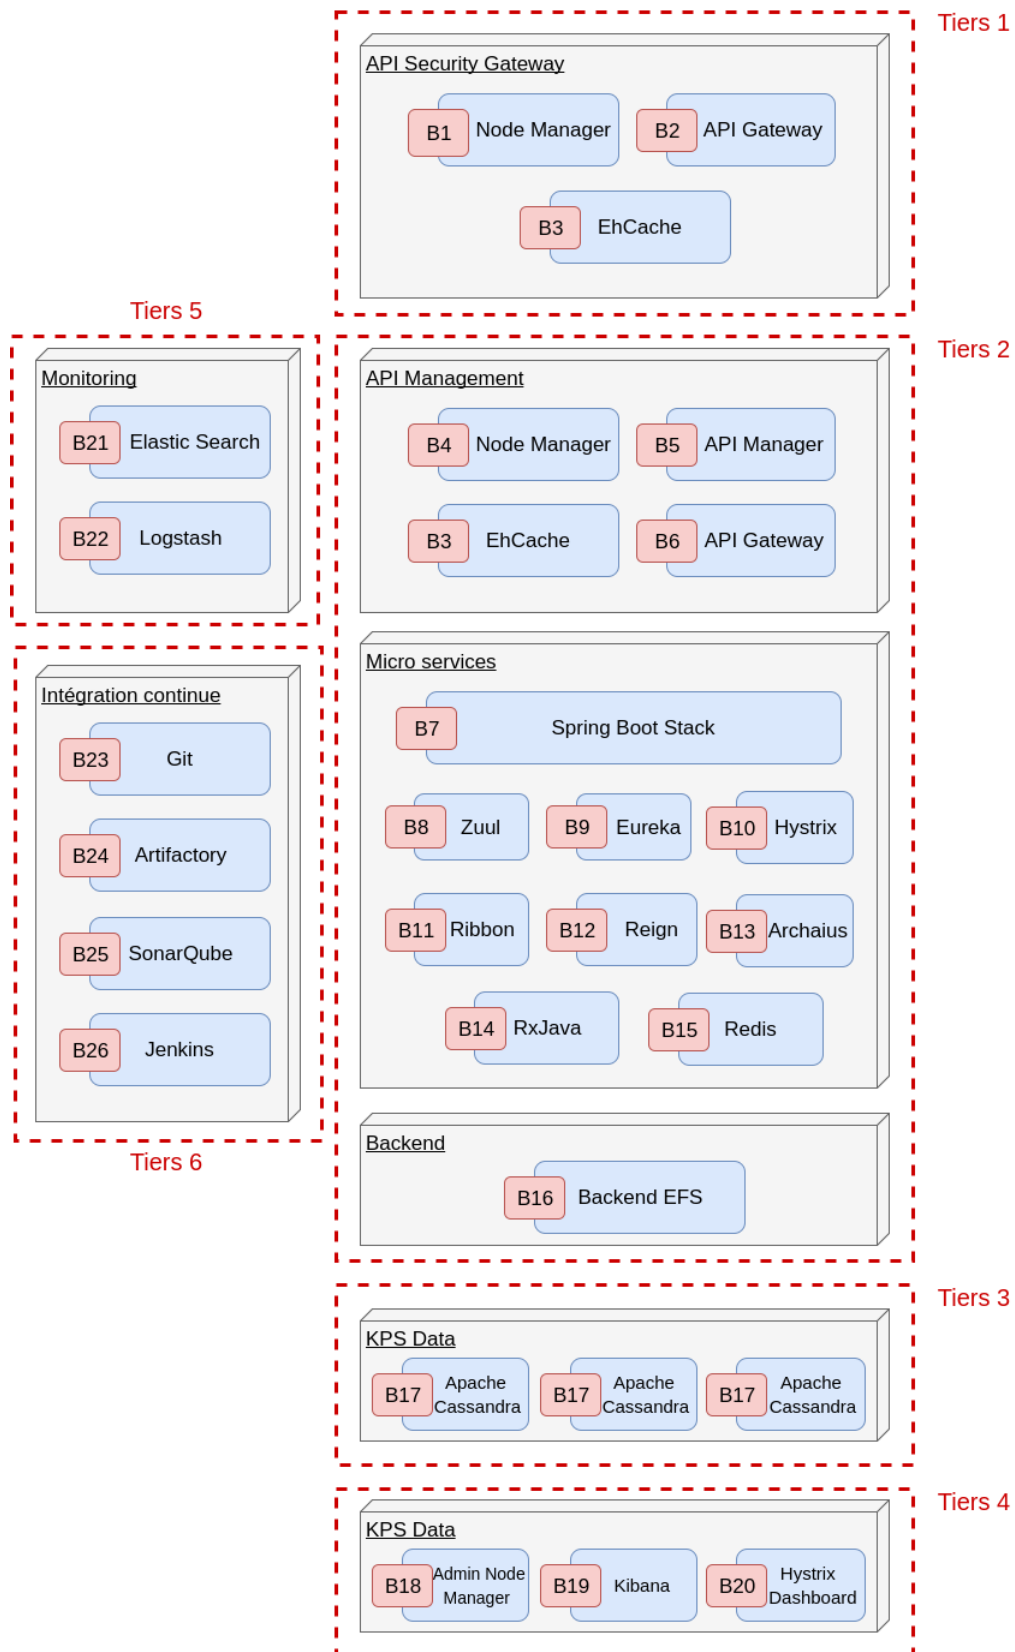 Tiers 1
API Security Gateway
B1 Node Manager
B2 API Gateway
B3 EhCache
Tiers 5
Monitoring
B21 Elastic Search
B22 Logstash
Tiers 2
API Management
B4 Node Manager
B5 API Manager
B3 EhCache
B6 API Gateway
Micro services
B7 Spring Boot Stack
B8 Zuul
B9 Eureka
B10 Hystrix
B11 Ribbon
B12 Reign
B13 Archaius
B14 RxJava
B15 Redis
Intégration continue
B23 Git
B24 Artifactory
B25 SonarQube
B26 Jenkins
Tiers 6
Backend
B16 Backend EFS
Tiers 3
KPS Data
B17 Apache
Cassandra
B17 Apache
Cassandra
B17 Apache
Cassandra
Tiers 4
KPS Data
B18 Admin Node
Manager
B19 Kibana
B20 Hystrix
Dashboard